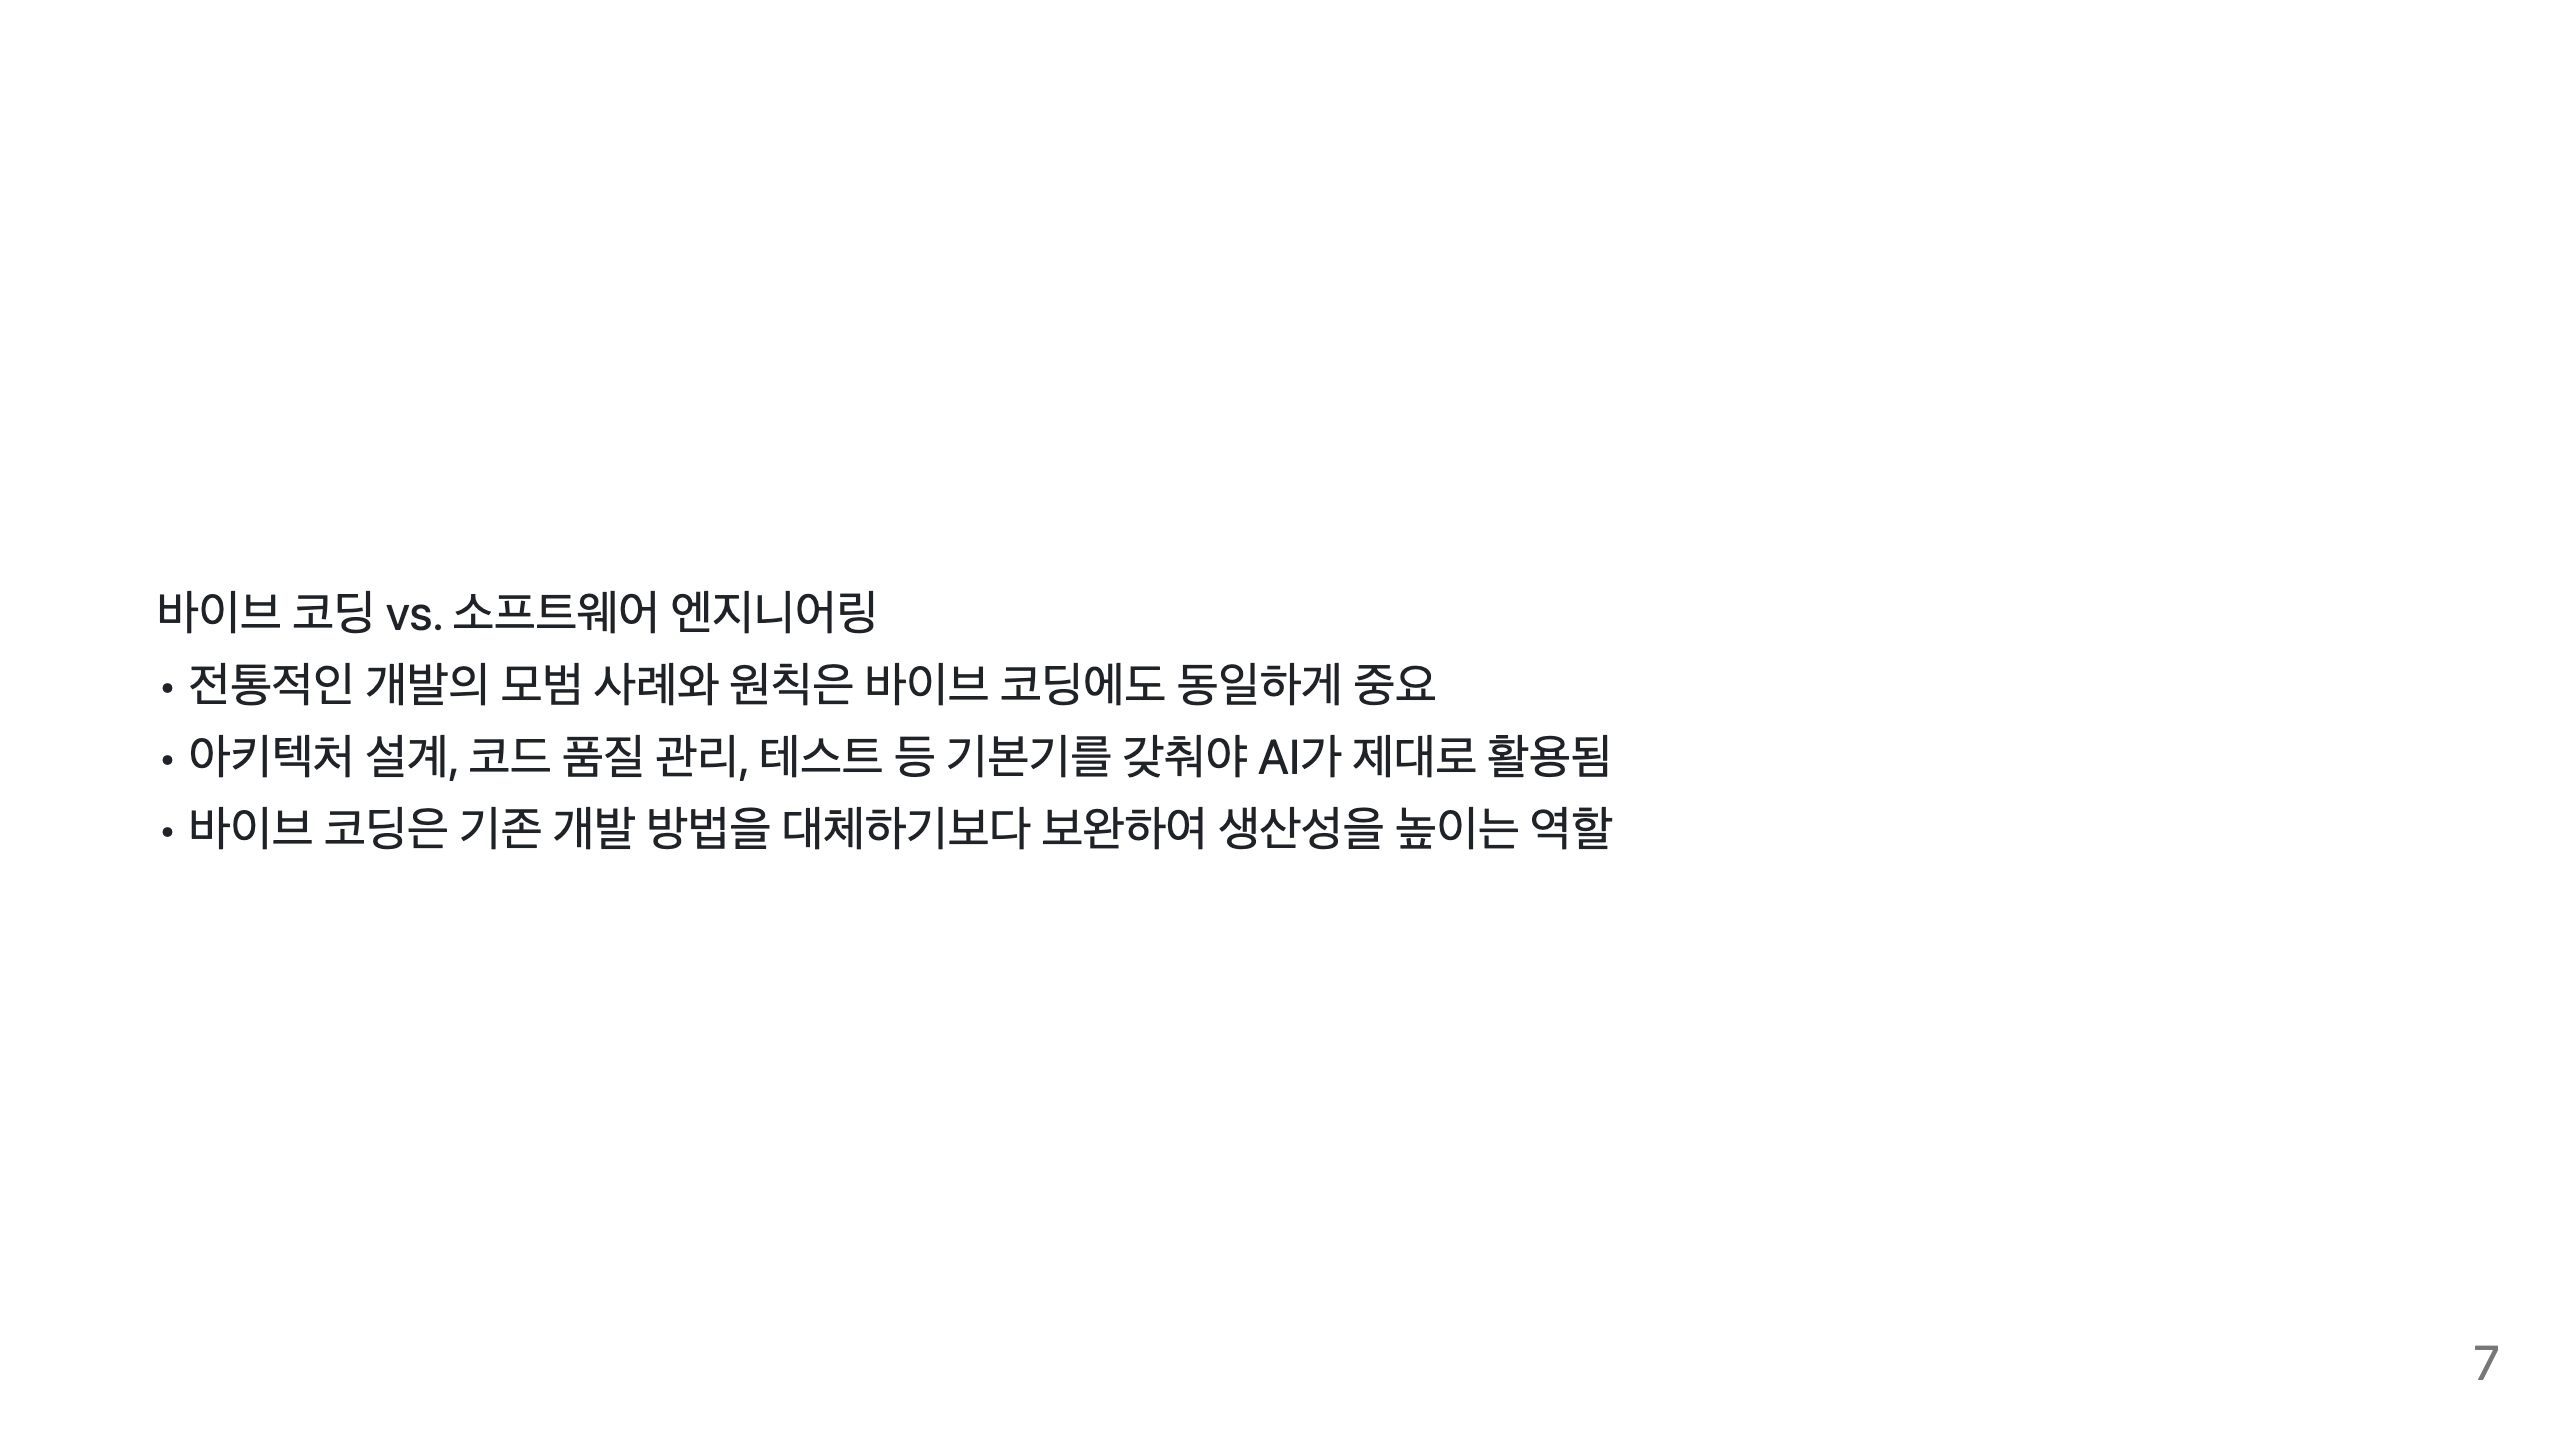 바이브 코딩 vs. 소프트웨어 엔지니어링
• 전통적인 개발의 모범 사례와 원칙은 바이브 코딩에도 동일하게 중요
• 아키텍처 설계, 코드 품질 관리, 테스트 등 기본기를 갖춰야 AI가 제대로 활용됨
• 바이브 코딩은 기존 개발 방법을 대체하기보다 보완하여 생산성을 높이는 역할
7